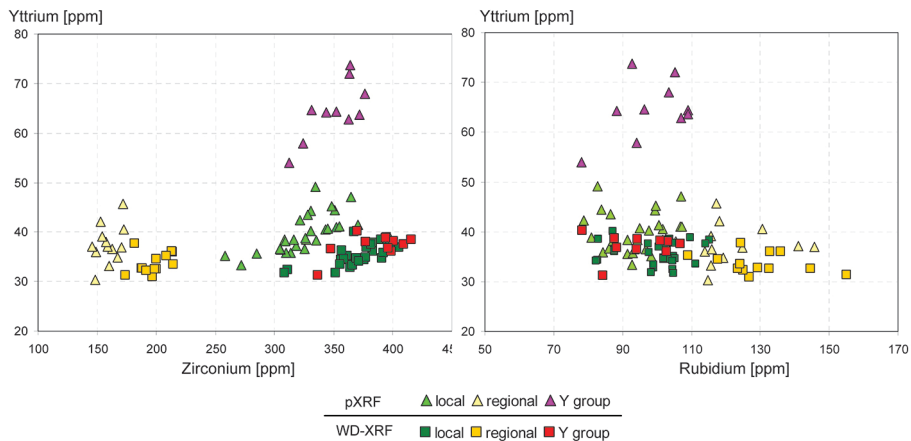 Yttrium [ppm] Yttrium [ppm]
80 80
70 70
60 60
50 50
40 40
30 30
20 20
100 150 200 250 300 350 400 45 50 70 90 110 130 150 170
Zirconium [ppm] Rubidium [ppm]
pXRF local regional Y group
WD-XRF local regional Y group